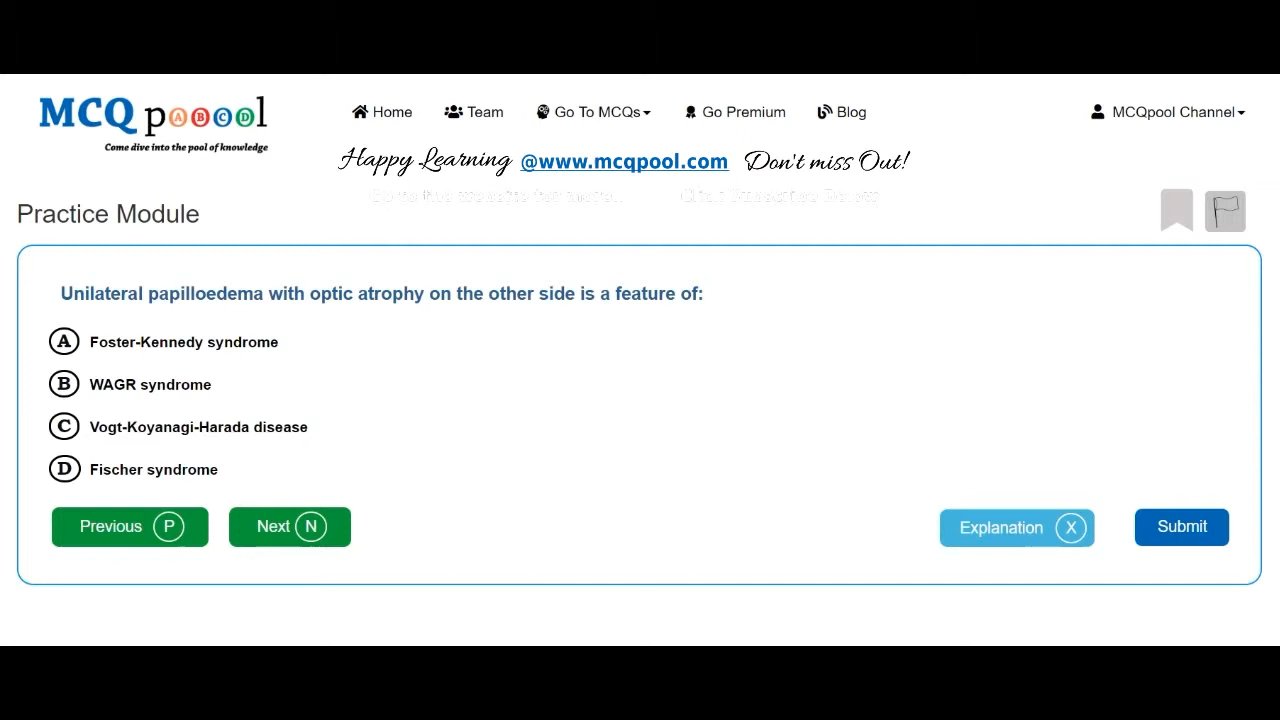 MCQ pooool
Come dive into the pool of knowledge
Home Team Go To MCQs Go Premium Blog MCQpool Channel
Happy Learning @www.mcqpool.com Don't miss Out!
Practice Module
Unilateral papilloedema with optic atrophy on the other side is a feature of:
A Foster-Kennedy syndrome
B WAGR syndrome
C Vogt-Koyanagi-Harada disease
D Fischer syndrome
Previous P Next N Explanation X Submit